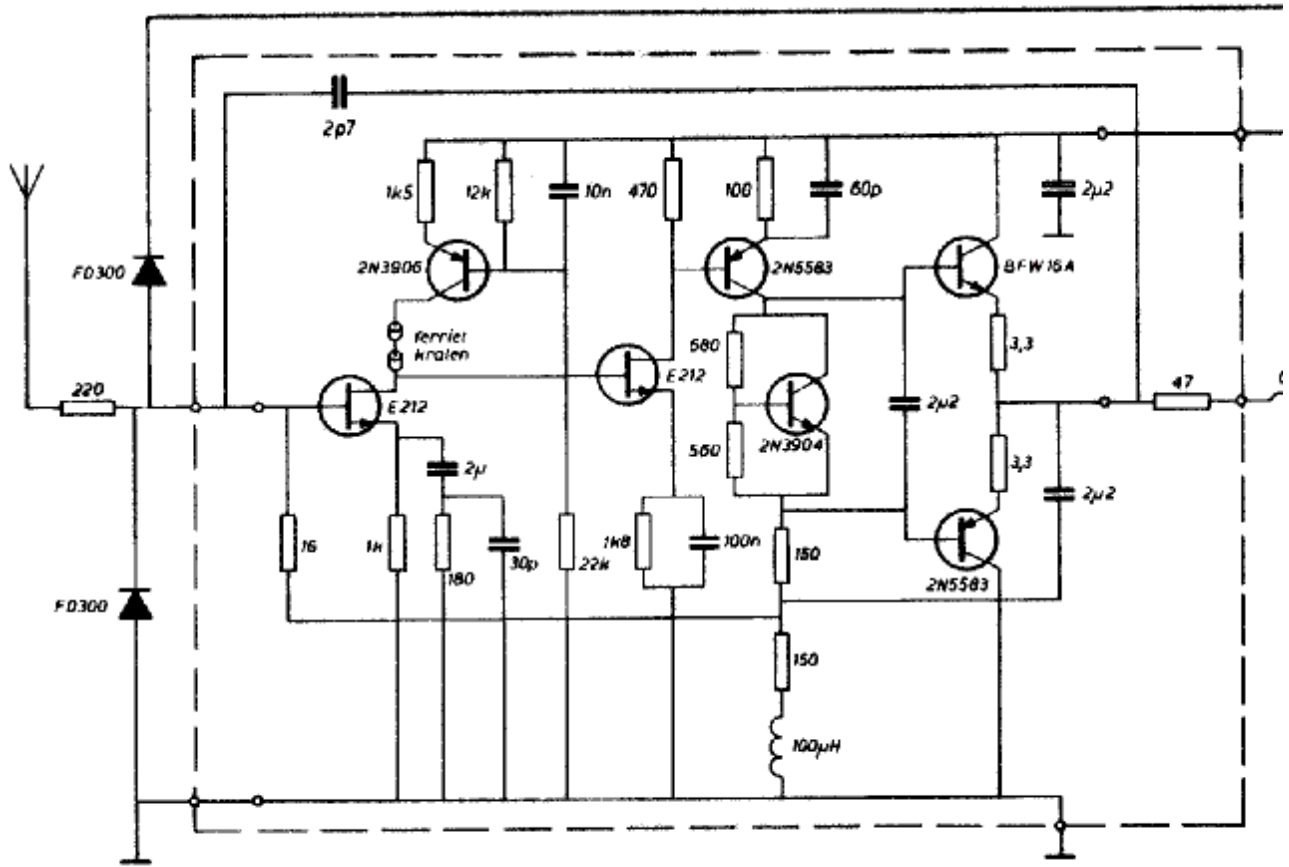 2p7
1k5
12k
10n
470
100
60p
2µ2
FD300
2N3906
2N5583
BFW16A
ferriet
kralen
680
3,3
220
E212
E212
2µ2
47
2N3904
560
3,3
2µ
2µ2
16
1k
180
30p
22k
1k8
100n
150
2N5583
FD300
150
100µH